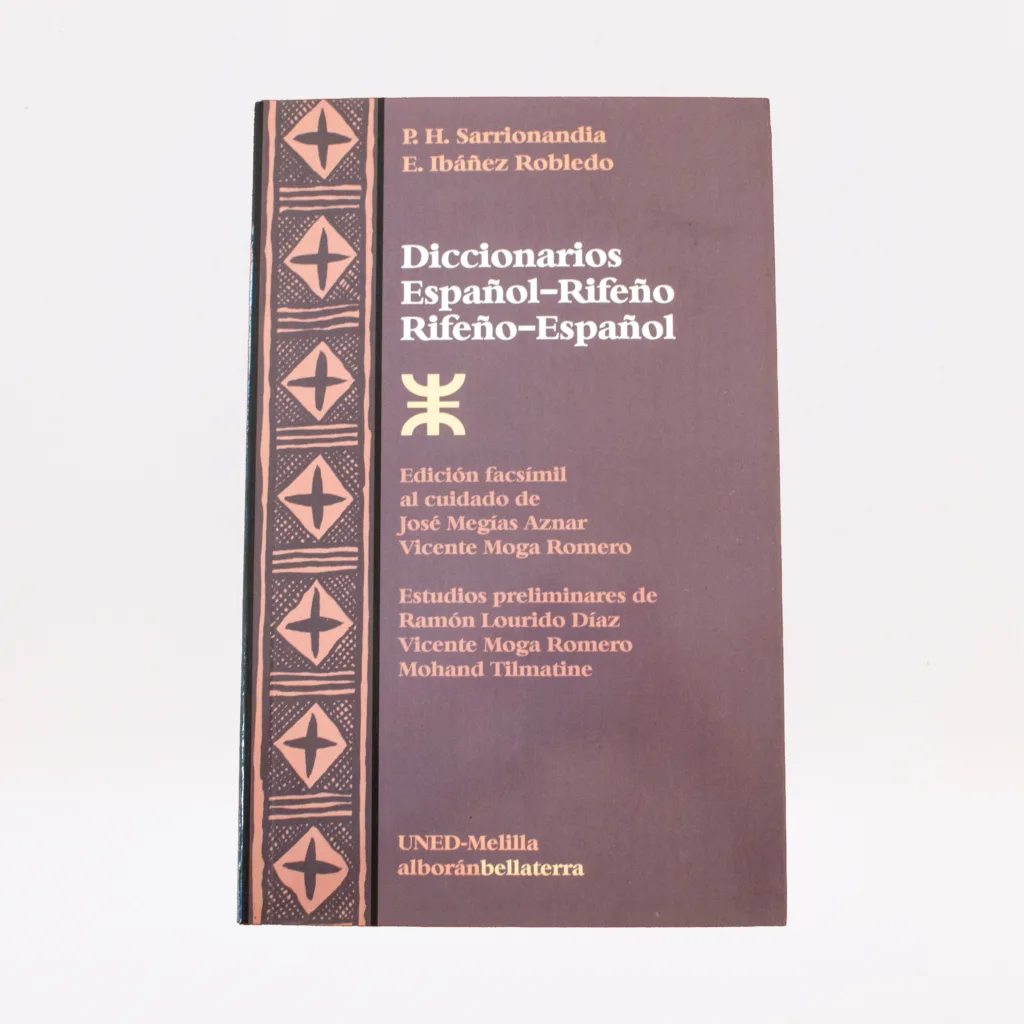 P. H. Sarrionandia
E. Ibáñez Robledo
Diccionarios
Español-Rifeño
Rifeño-Español
ⵣ
Edición facsímil
al cuidado de
José Megías Aznar
Vicente Moga Romero
Estudios preliminares de
Ramón Lourido Díaz
Vicente Moga Romero
Mohand Tilmatine
UNED-Melilla
alboránbellaterra